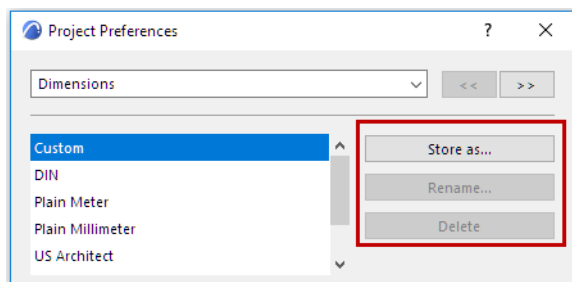 Project Preferences
?
Dimensions
<<
>>
Custom
DIN
Plain Meter
Plain Millimeter
US Architect
Store as...
Rename...
Delete